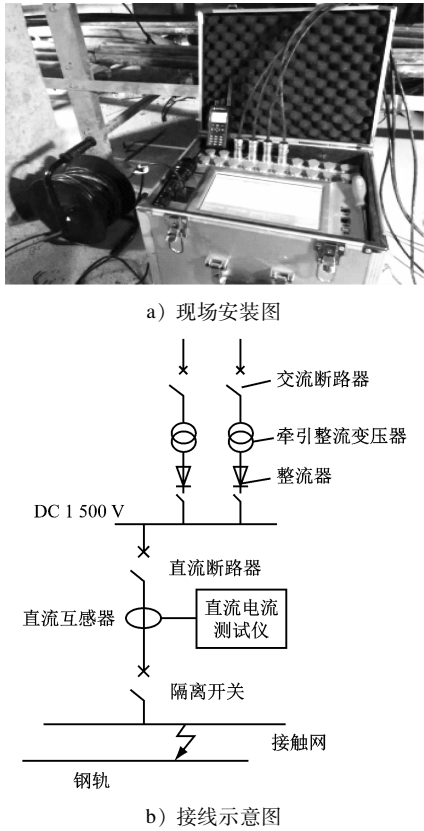 a）现场安装图
交流断路器
牵引整流变压器
整流器
DC 1 500 V
直流断路器
直流互感器
直流电流
测试仪
隔离开关
接触网
钢轨
b）接线示意图